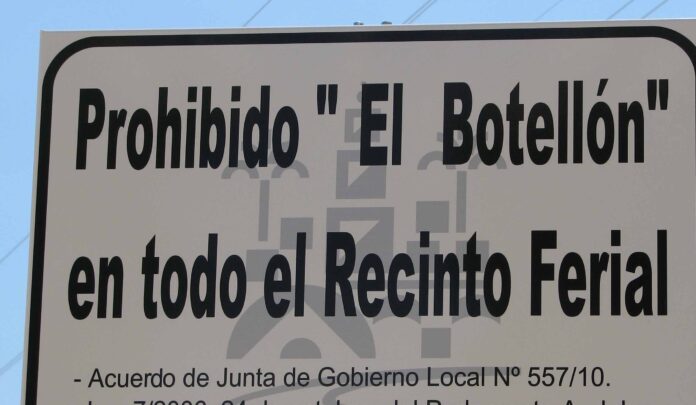 Prohibido " El Botellón"
en todo el Recinto Ferial
- Acuerdo de Junta de Gobierno Local Nº 557/10.